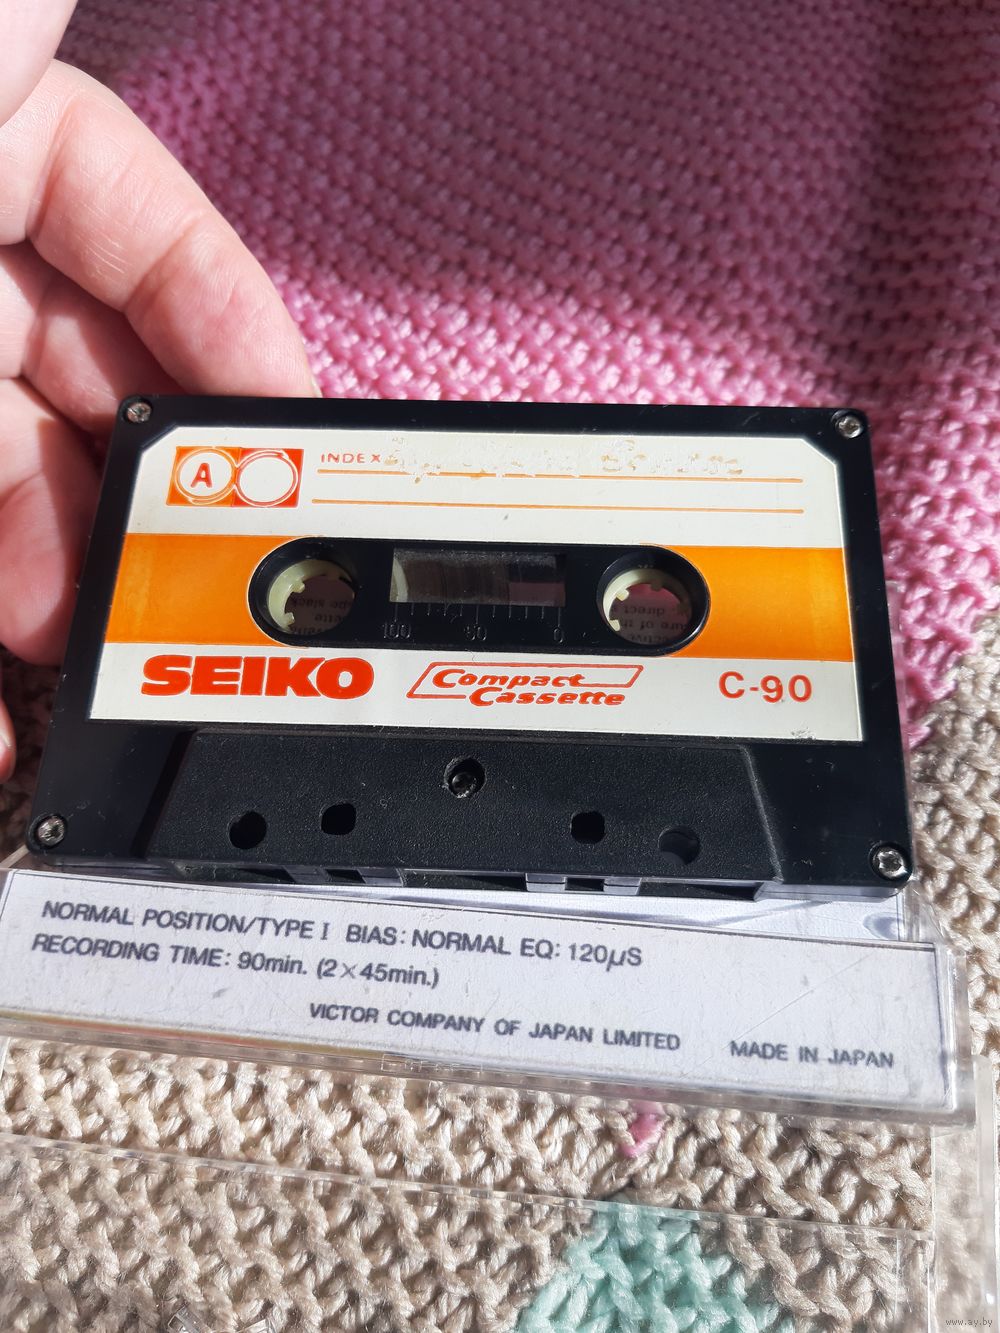 A
INDEX
100 50 0
SEIKO
Compact
Cassette
C-90
NORMAL POSITION/TYPE I BIAS: NORMAL EQ: 120μS
RECORDING TIME: 90min. (2×45min.)
VICTOR COMPANY OF JAPAN LIMITED MADE IN JAPAN
www.ay.by